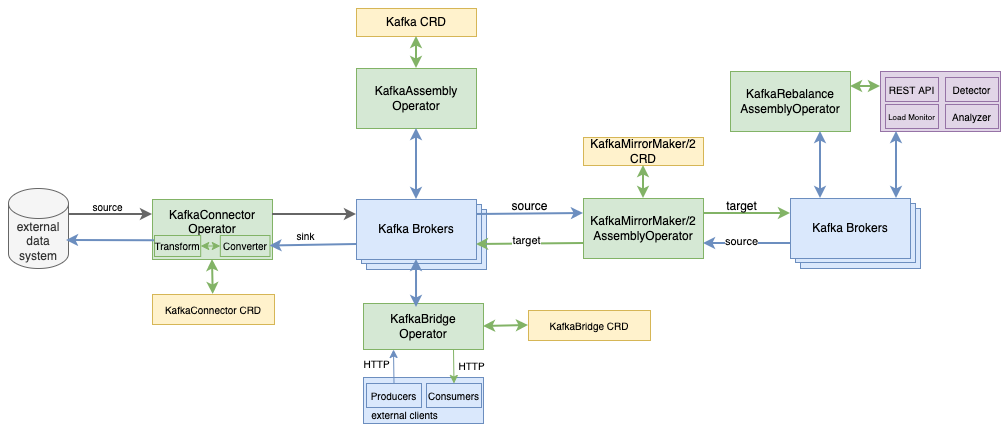 Kafka CRD
KafkaAssembly
Operator
KafkaRebalance
AssemblyOperator
REST API
Detector
Load Monitor
Analyzer
KafkaMirrorMaker/2
CRD
external
data
system
source
KafkaConnector
Operator
Transform
Converter
sink
Kafka Brokers
source
target
KafkaMirrorMaker/2
AssemblyOperator
target
source
Kafka Brokers
KafkaConnector CRD
KafkaBridge
Operator
KafkaBridge CRD
HTTP
HTTP
Producers
Consumers
external clients